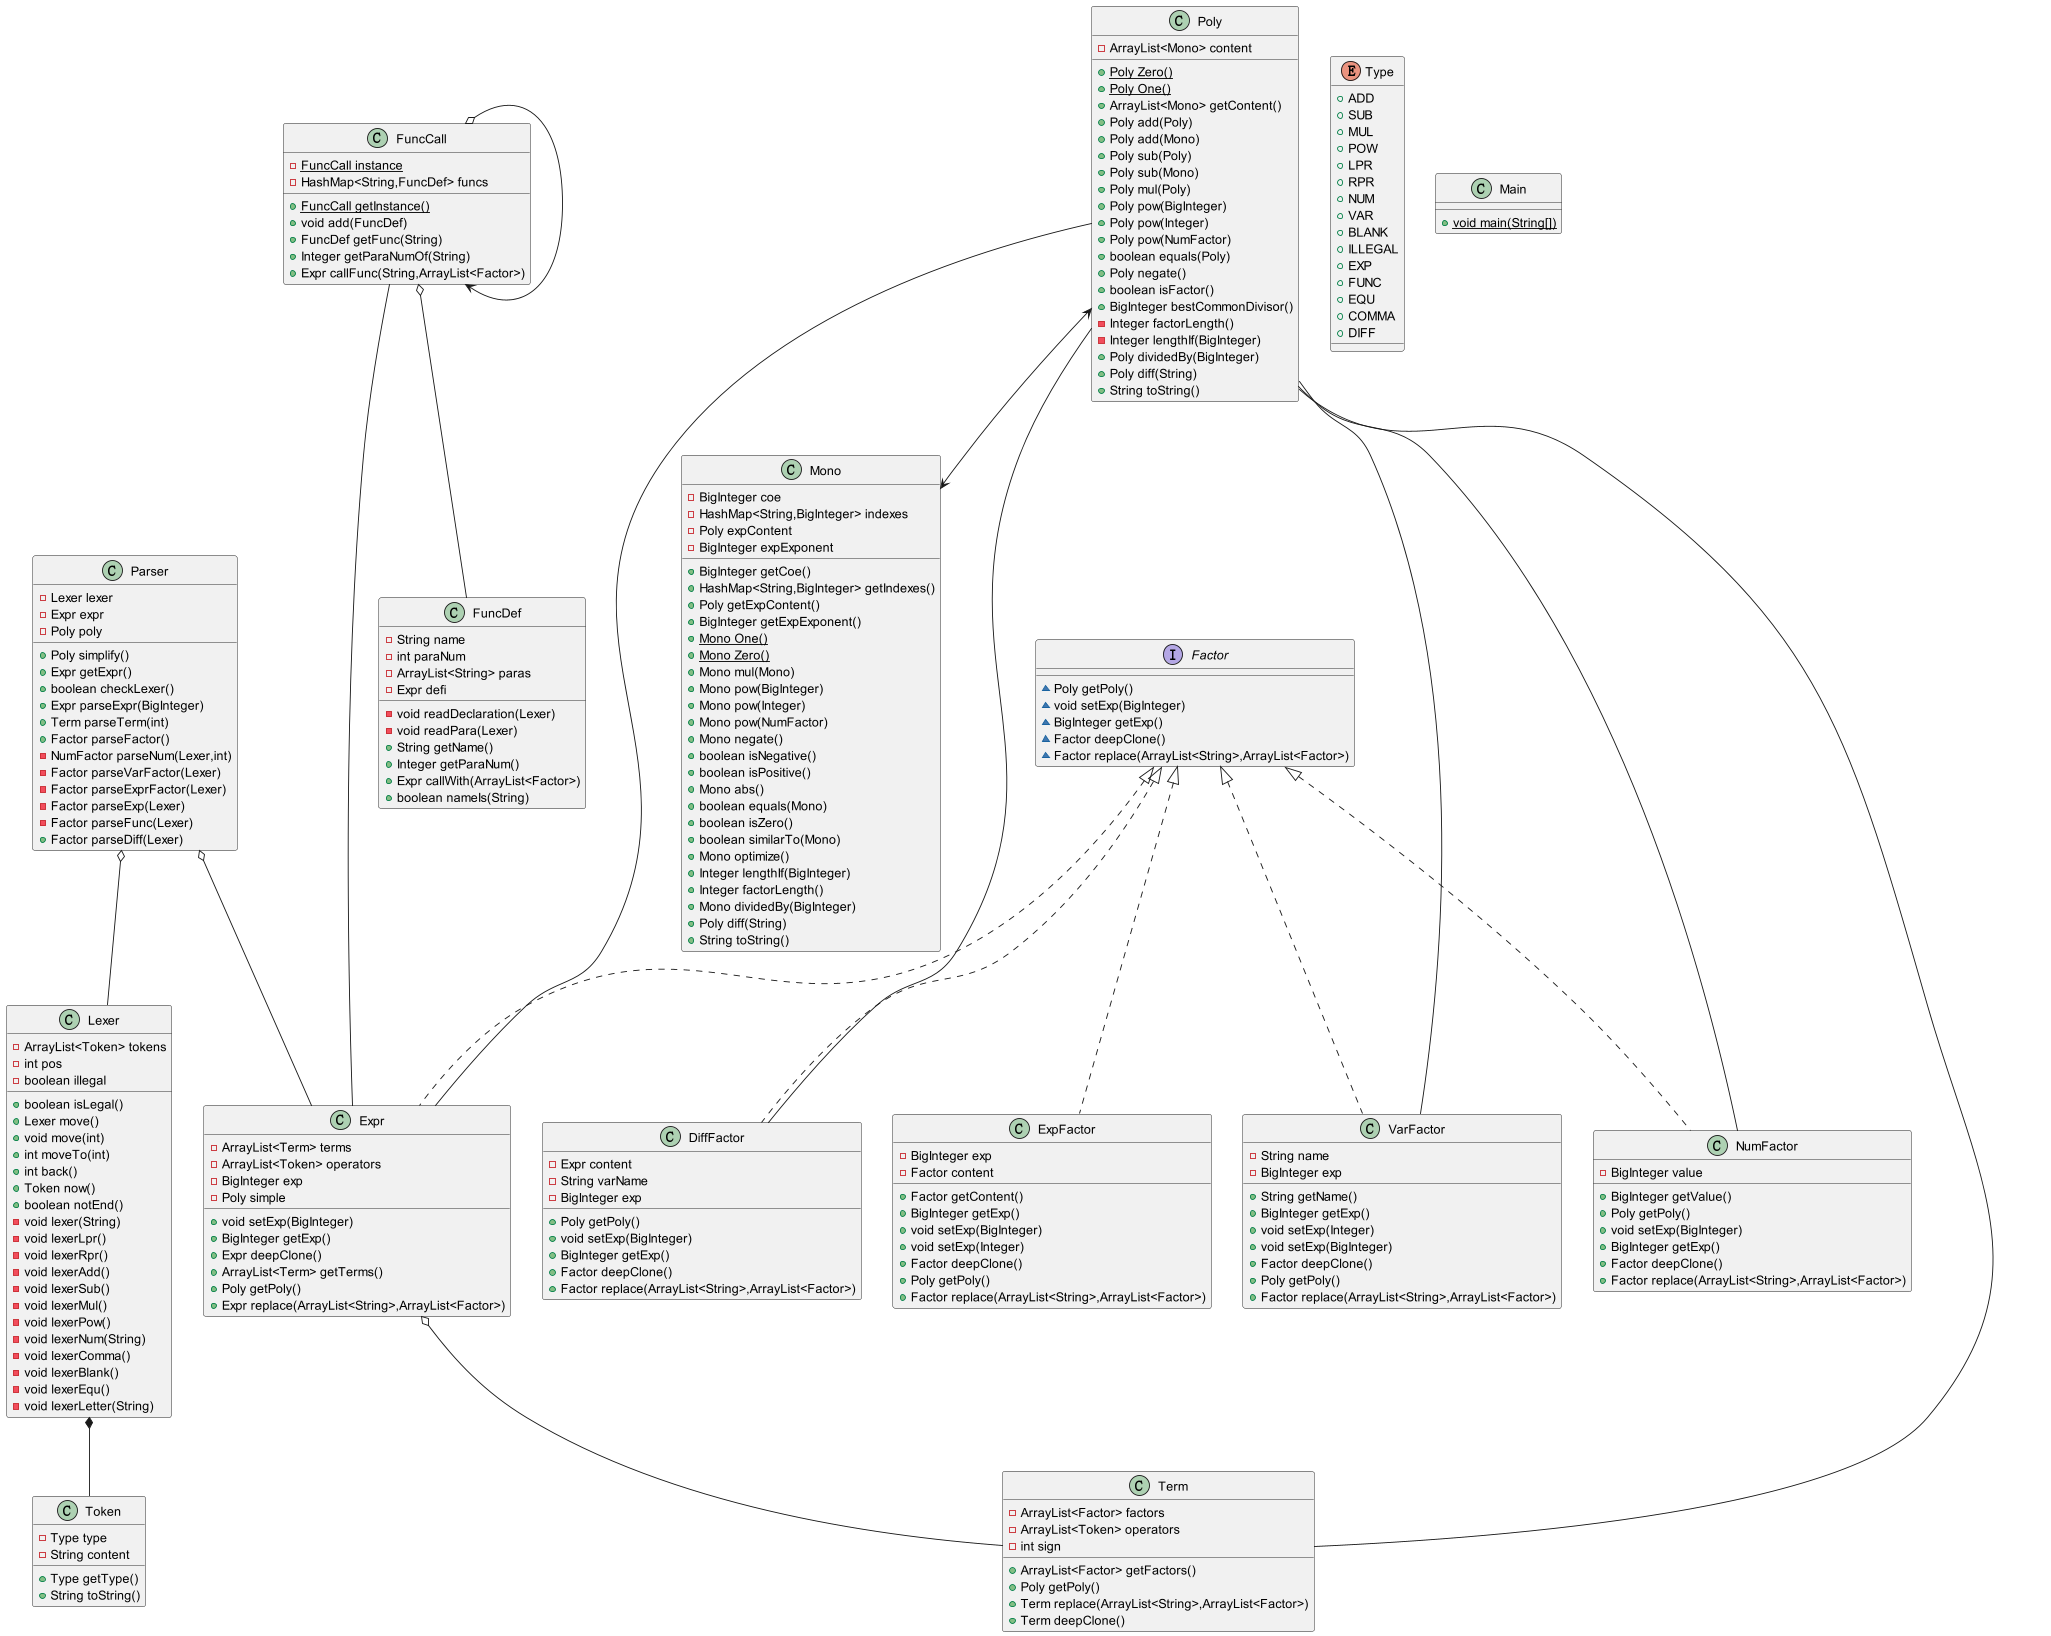 C Poly
ArrayList<Mono> content
Poly Zero()
Poly One()
ArrayList<Mono> getContent()
Poly add(Poly)
Poly add(Mono)
Poly sub(Poly)
Poly sub(Mono)
Poly mul(Poly)
Poly pow(BigInteger)
Poly pow(Integer)
Poly pow(NumFactor)
boolean equals(Poly)
Poly negate()
boolean isFactor()
BigInteger bestCommonDivisor()
Integer factorLength()
Integer lengthIf(BigInteger)
Poly dividedBy(BigInteger)
Poly diff(String)
String toString()
E Type
ADD
SUB
MUL
POW
LPR
RPR
NUM
VAR
BLANK
ILLEGAL
EXP
FUNC
EQU
COMMA
DIFF
C Main
void main(String[])
C FuncCall
FuncCall instance
HashMap<String,FuncDef> funcs
FuncCall getInstance()
void add(FuncDef)
FuncDef getFunc(String)
Integer getParaNumOf(String)
Expr callFunc(String,ArrayList<Factor>)
C Mono
BigInteger coe
HashMap<String,BigInteger> indexes
Poly expContent
BigInteger expExponent
BigInteger getCoe()
HashMap<String,BigInteger> getIndexes()
Poly getExpContent()
BigInteger getExpExponent()
Mono One()
Mono Zero()
Mono mul(Mono)
Mono pow(BigInteger)
Mono pow(Integer)
Mono pow(NumFactor)
Mono negate()
boolean isNegative()
boolean isPositive()
Mono abs()
boolean equals(Mono)
boolean isZero()
boolean similarTo(Mono)
Mono optimize()
Integer lengthIf(BigInteger)
Integer factorLength()
Mono dividedBy(BigInteger)
Poly diff(String)
String toString()
C Parser
Lexer lexer
Expr expr
Poly poly
Poly simplify()
Expr getExpr()
boolean checkLexer()
Expr parseExpr(BigInteger)
Term parseTerm(int)
Factor parseFactor()
NumFactor parseNum(Lexer,int)
Factor parseVarFactor(Lexer)
Factor parseExprFactor(Lexer)
Factor parseExp(Lexer)
Factor parseFunc(Lexer)
Factor parseDiff(Lexer)
C FuncDef
String name
int paraNum
ArrayList<String> paras
Expr defi
void readDeclaration(Lexer)
void readPara(Lexer)
String getName()
Integer getParaNum()
Expr callWith(ArrayList<Factor>)
boolean nameIs(String)
I Factor
Poly getPoly()
void setExp(BigInteger)
BigInteger getExp()
Factor deepClone()
Factor replace(ArrayList<String>,ArrayList<Factor>)
C Lexer
ArrayList<Token> tokens
int pos
boolean illegal
boolean isLegal()
Lexer move()
void move(int)
int moveTo(int)
int back()
Token now()
boolean notEnd()
void lexer(String)
void lexerLpr()
void lexerRpr()
void lexerAdd()
void lexerSub()
void lexerMul()
void lexerPow()
void lexerNum(String)
void lexerComma()
void lexerBlank()
void lexerEqu()
void lexerLetter(String)
C Expr
ArrayList<Term> terms
ArrayList<Token> operators
BigInteger exp
Poly simple
void setExp(BigInteger)
BigInteger getExp()
Expr deepClone()
ArrayList<Term> getTerms()
Poly getPoly()
Expr replace(ArrayList<String>,ArrayList<Factor>)
C DiffFactor
Expr content
String varName
BigInteger exp
Poly getPoly()
void setExp(BigInteger)
BigInteger getExp()
Factor deepClone()
Factor replace(ArrayList<String>,ArrayList<Factor>)
C ExpFactor
BigInteger exp
Factor content
Factor getContent()
BigInteger getExp()
void setExp(BigInteger)
void setExp(Integer)
Factor deepClone()
Poly getPoly()
Factor replace(ArrayList<String>,ArrayList<Factor>)
C VarFactor
String name
BigInteger exp
String getName()
BigInteger getExp()
void setExp(Integer)
void setExp(BigInteger)
Factor deepClone()
Poly getPoly()
Factor replace(ArrayList<String>,ArrayList<Factor>)
C NumFactor
BigInteger value
BigInteger getValue()
Poly getPoly()
void setExp(BigInteger)
BigInteger getExp()
Factor deepClone()
Factor replace(ArrayList<String>,ArrayList<Factor>)
C Token
Type type
String content
Type getType()
String toString()
C Term
ArrayList<Factor> factors
ArrayList<Token> operators
int sign
ArrayList<Factor> getFactors()
Poly getPoly()
Term replace(ArrayList<String>,ArrayList<Factor>)
Term deepClone()